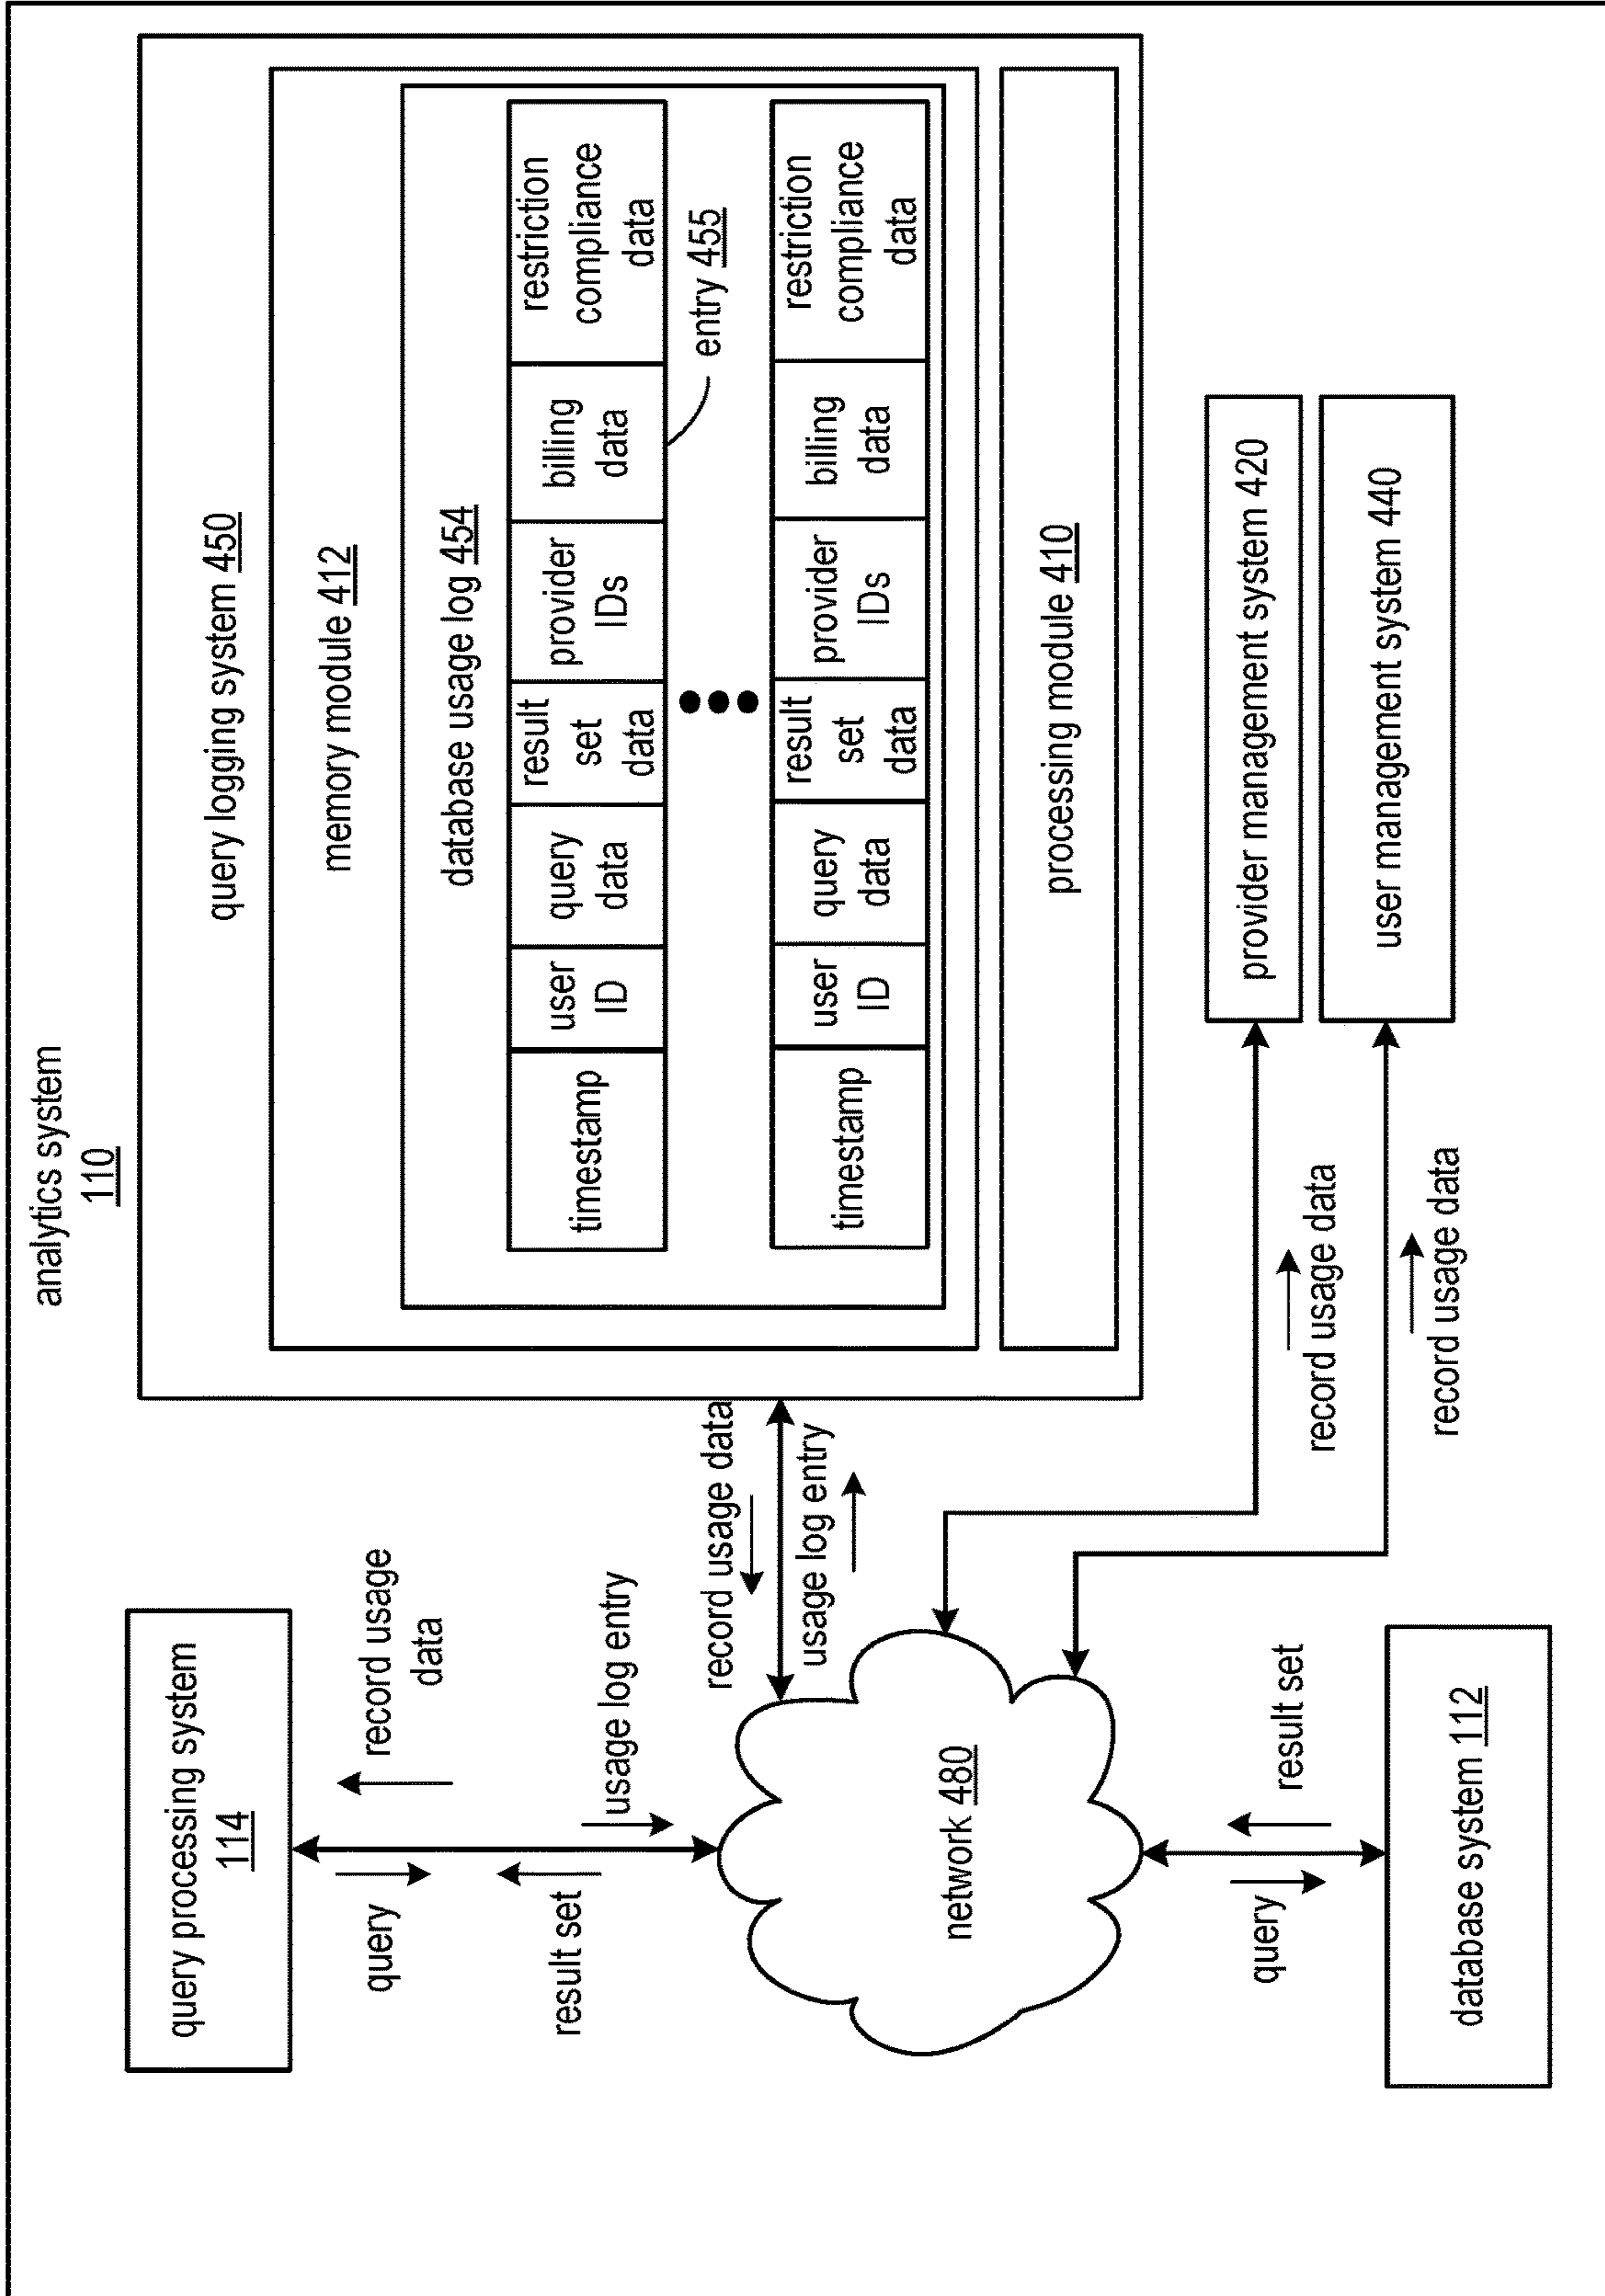 analytics system
110
query processing system
114
record usage
data
query
usage log entry
result set
network 480
record usage data
usage log entry
query logging system 450
memory module 412
database usage log 454
timestamp
user
ID
query
data
result
set
data
provider
IDs
billing
data
restriction
compliance
data
entry 455
timestamp
user
ID
query
data
result
set
data
provider
IDs
billing
data
restriction
compliance
data
processing module 410
result set
query
database system 112
provider management system 420
record usage data
user management system 440
record usage data